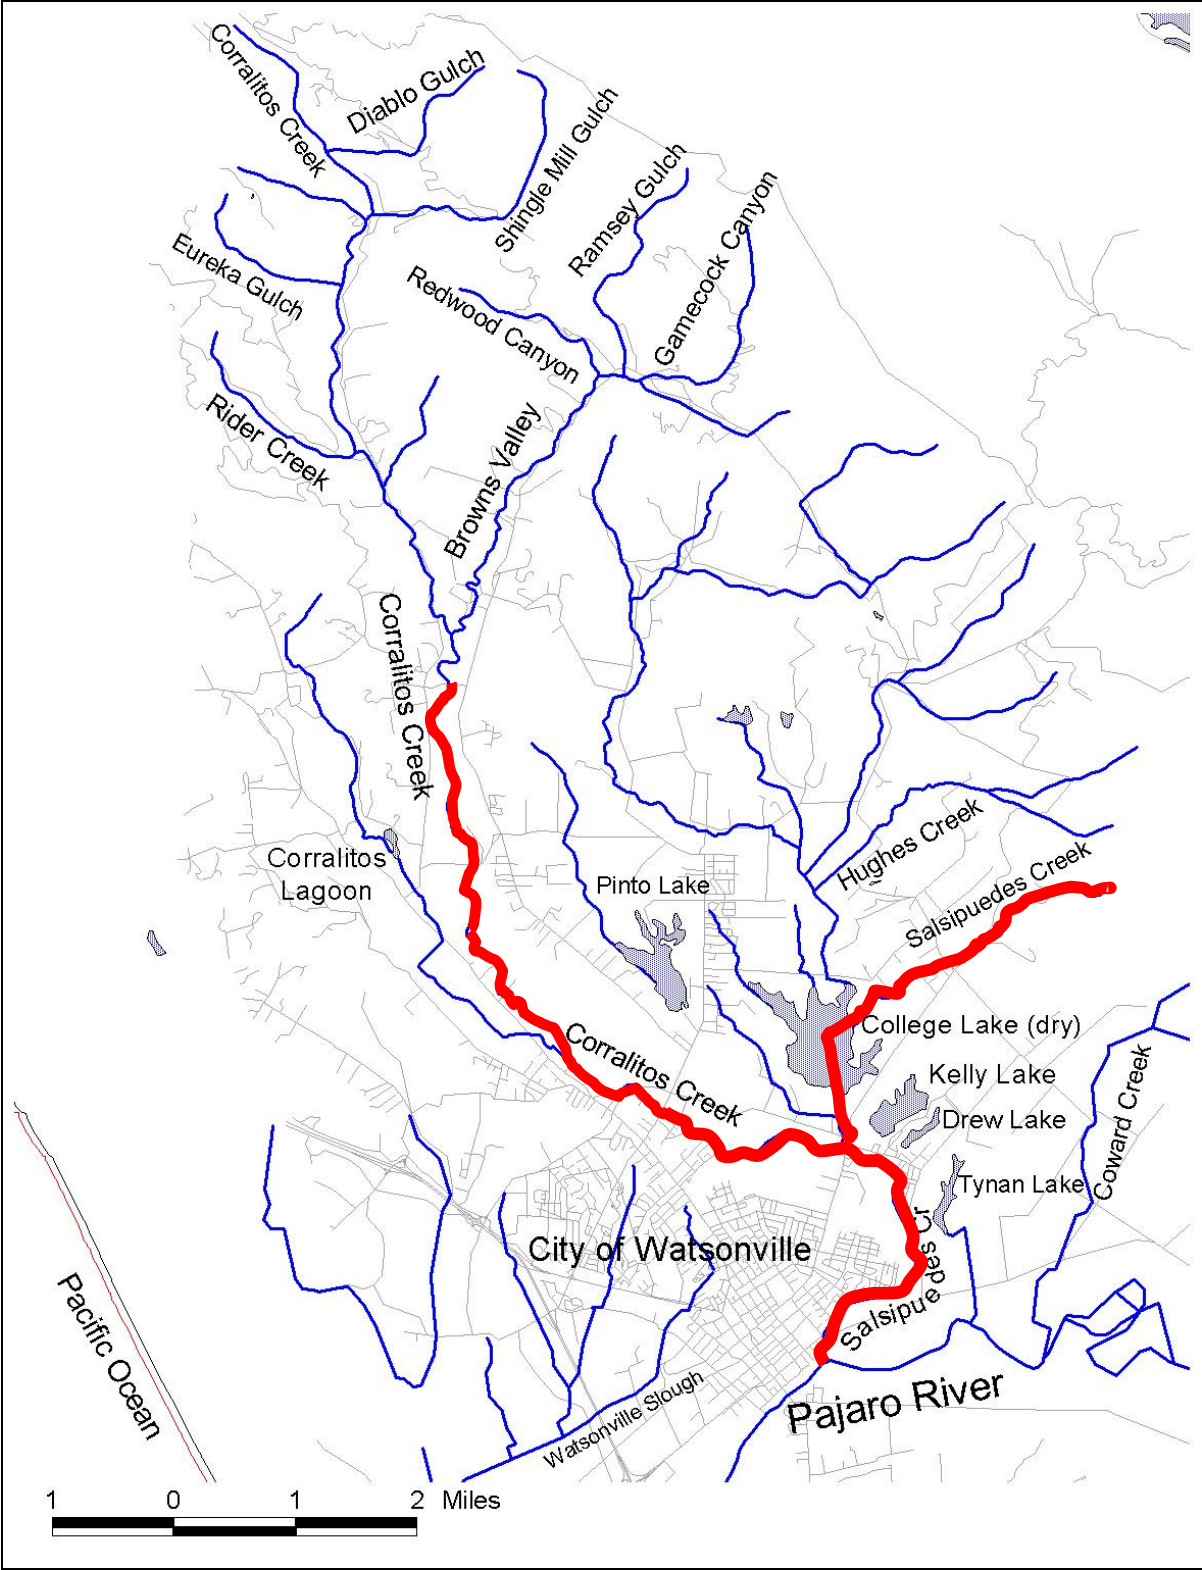 Corralitos Creek
Diablo Gulch
Shingle Mill Gulch
Ramsey Gulch
Gamecock Canyon
Eureka Gulch
Redwood Canyon
Rider Creek
Browns Valley
Corralitos Creek
Corralitos
Lagoon
Pinto Lake
Hughes Creek
Salsipuedes Creek
College Lake (dry)
Corralitos Creek
Kelly Lake
Drew Lake
Coward Creek
Tynan Lake
City of Watsonville
Salsipuedes Cr
Pacific Ocean
Pajaro River
Watsonville Slough
1 0 1 2 Miles